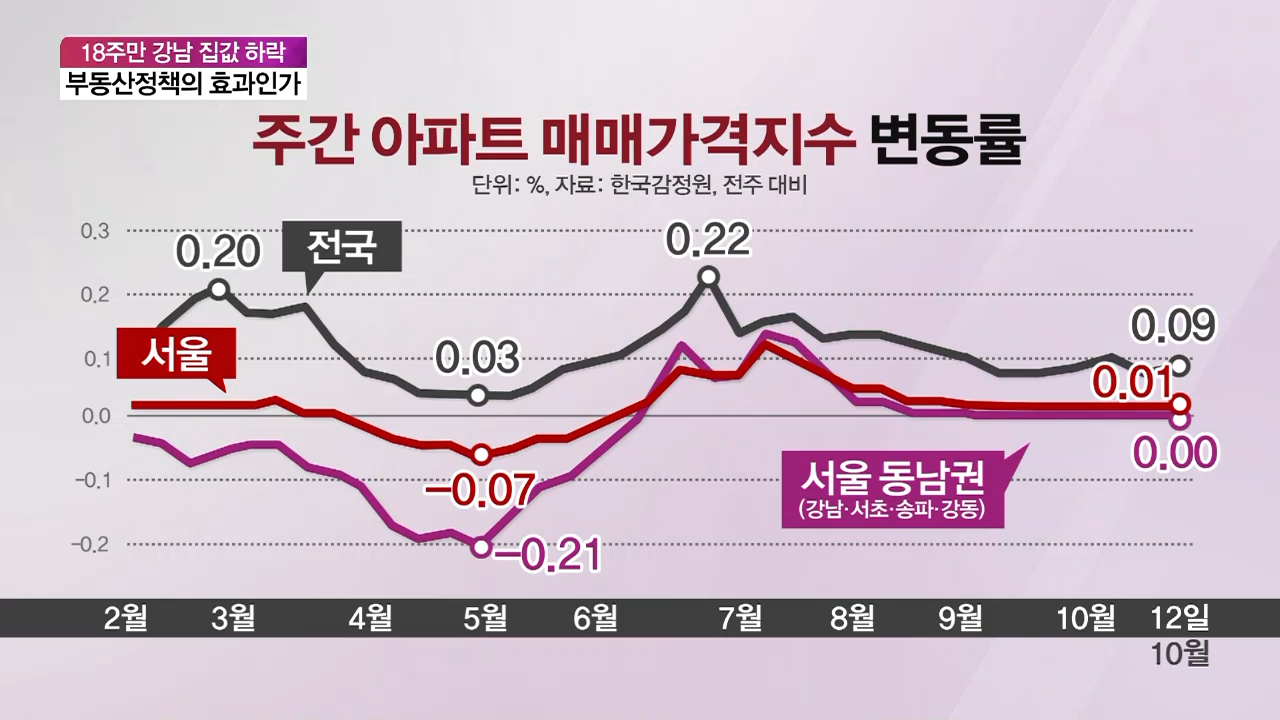 18주만 강남 집값 하락
부동산정책의 효과인가
주간 아파트 매매가격지수 변동률
단위: %, 자료: 한국감정원, 전주 대비
0.3
0.20
전국
0.22
0.2
0.09
서울
0.1
0.03
0.01
0.0
0.00
-0.1
-0.07
서울 동남권
(강남·서초·송파·강동)
-0.2
-0.21
2월 3월 4월 5월 6월 7월 8월 9월 10월 12일
10월